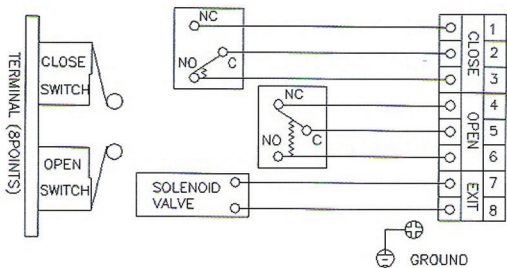 TERMINAL (8POINTS)
CLOSE
SWITCH
OPEN
SWITCH
NC
NO
C
NC
NO
C
SOLENOID
VALVE
CLOSE
OPEN
EXIT
1
2
3
4
5
6
7
8
GROUND